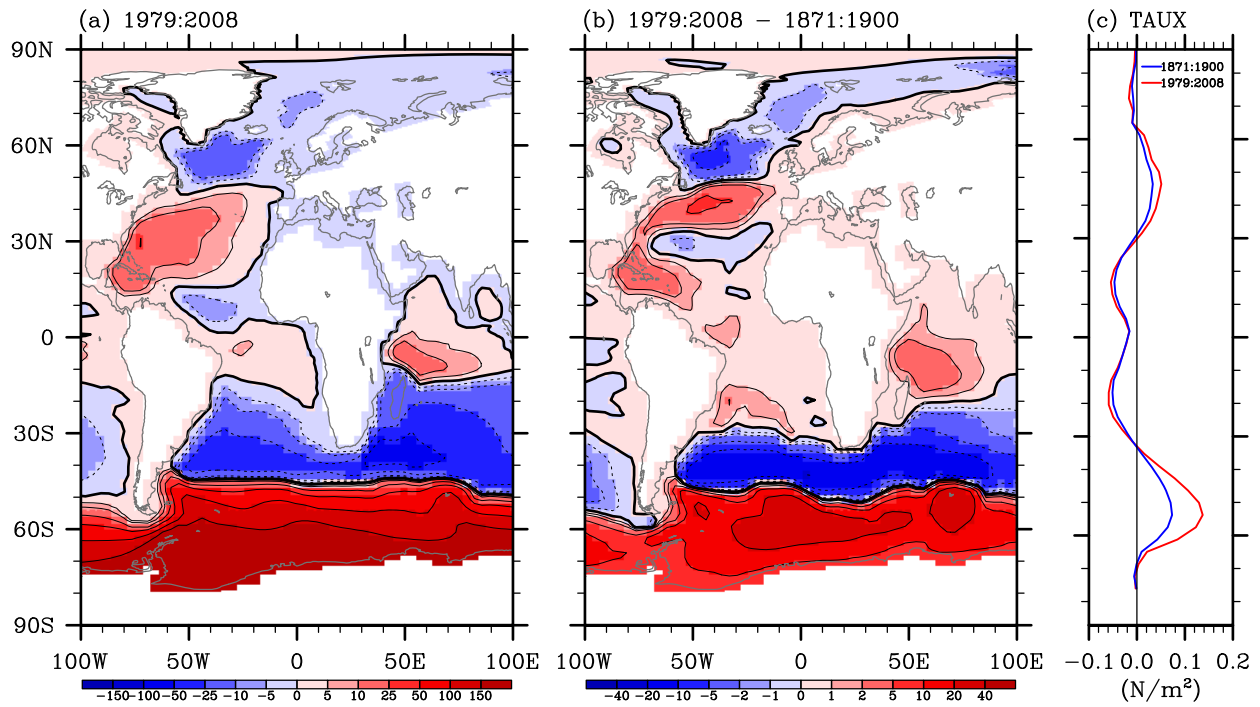 (a) 1979:2008
(b) 1979:2008 − 1871:1900
(c) TAUX
90N
60N
30N
0
30S
60S
90S
1871:1900
1979:2008
100W 50W 0 50E 100E
100W 50W 0 50E 100E
−0.1 0.0 0.1 0.2
(N/m²)
−150 −100 −50 −25 −10 −5 0 5 10 25 50 100 150
−40 −20 −10 −5 −2 −1 0 1 2 5 10 20 40